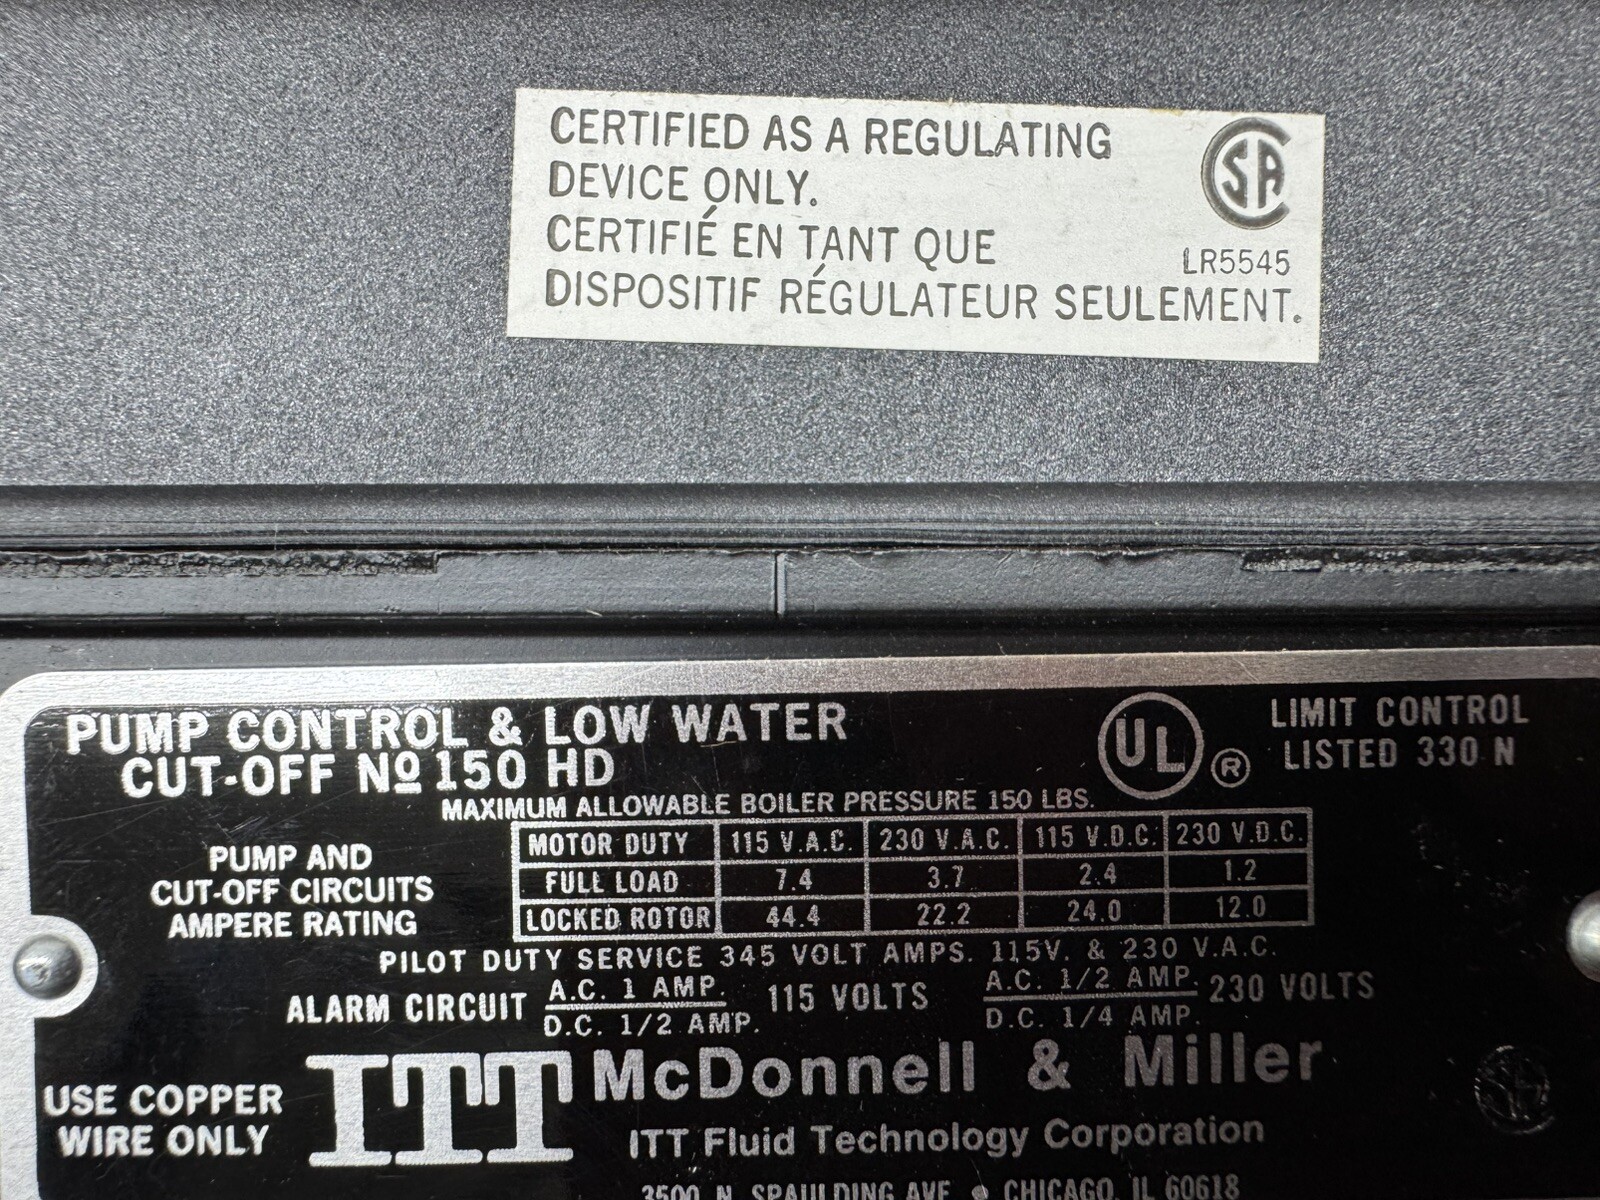 CERTIFIED AS A REGULATING
DEVICE ONLY.
CERTIFIÉ EN TANT QUE
DISPOSITIF RÉGULATEUR SEULEMENT.
SA
LR5545
PUMP CONTROL & LOW WATER
CUT-OFF Nº 150 HD
UL ®
LIMIT CONTROL
LISTED 330 N
MAXIMUM ALLOWABLE BOILER PRESSURE 150 LBS.
PUMP AND
CUT-OFF CIRCUITS
AMPERE RATING
MOTOR DUTY 115 V.A.C. 230 V.A.C. 115 V.D.C. 230 V.D.C.
FULL LOAD 7.4 3.7 2.4 1.2
LOCKED ROTOR 44.4 22.2 24.0 12.0
PILOT DUTY SERVICE 345 VOLT AMPS. 115V. & 230 V.A.C.
ALARM CIRCUIT A.C. 1 AMP. 115 VOLTS A.C. 1/2 AMP. 230 VOLTS
D.C. 1/2 AMP. D.C. 1/4 AMP.
USE COPPER
WIRE ONLY
ITT McDonnell & Miller
ITT Fluid Technology Corporation
3500 N. SPAULDING AVE. • CHICAGO, IL 60618
SA